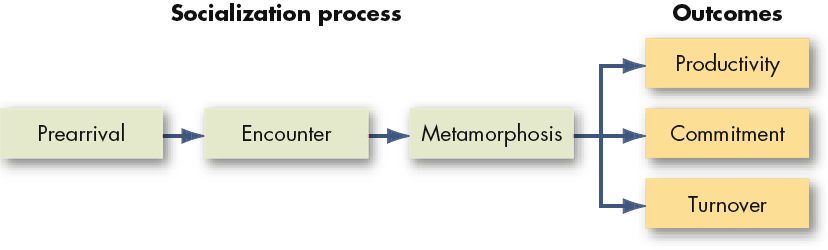 Socialization process
Outcomes
Prearrival
Encounter
Metamorphosis
Productivity
Commitment
Turnover